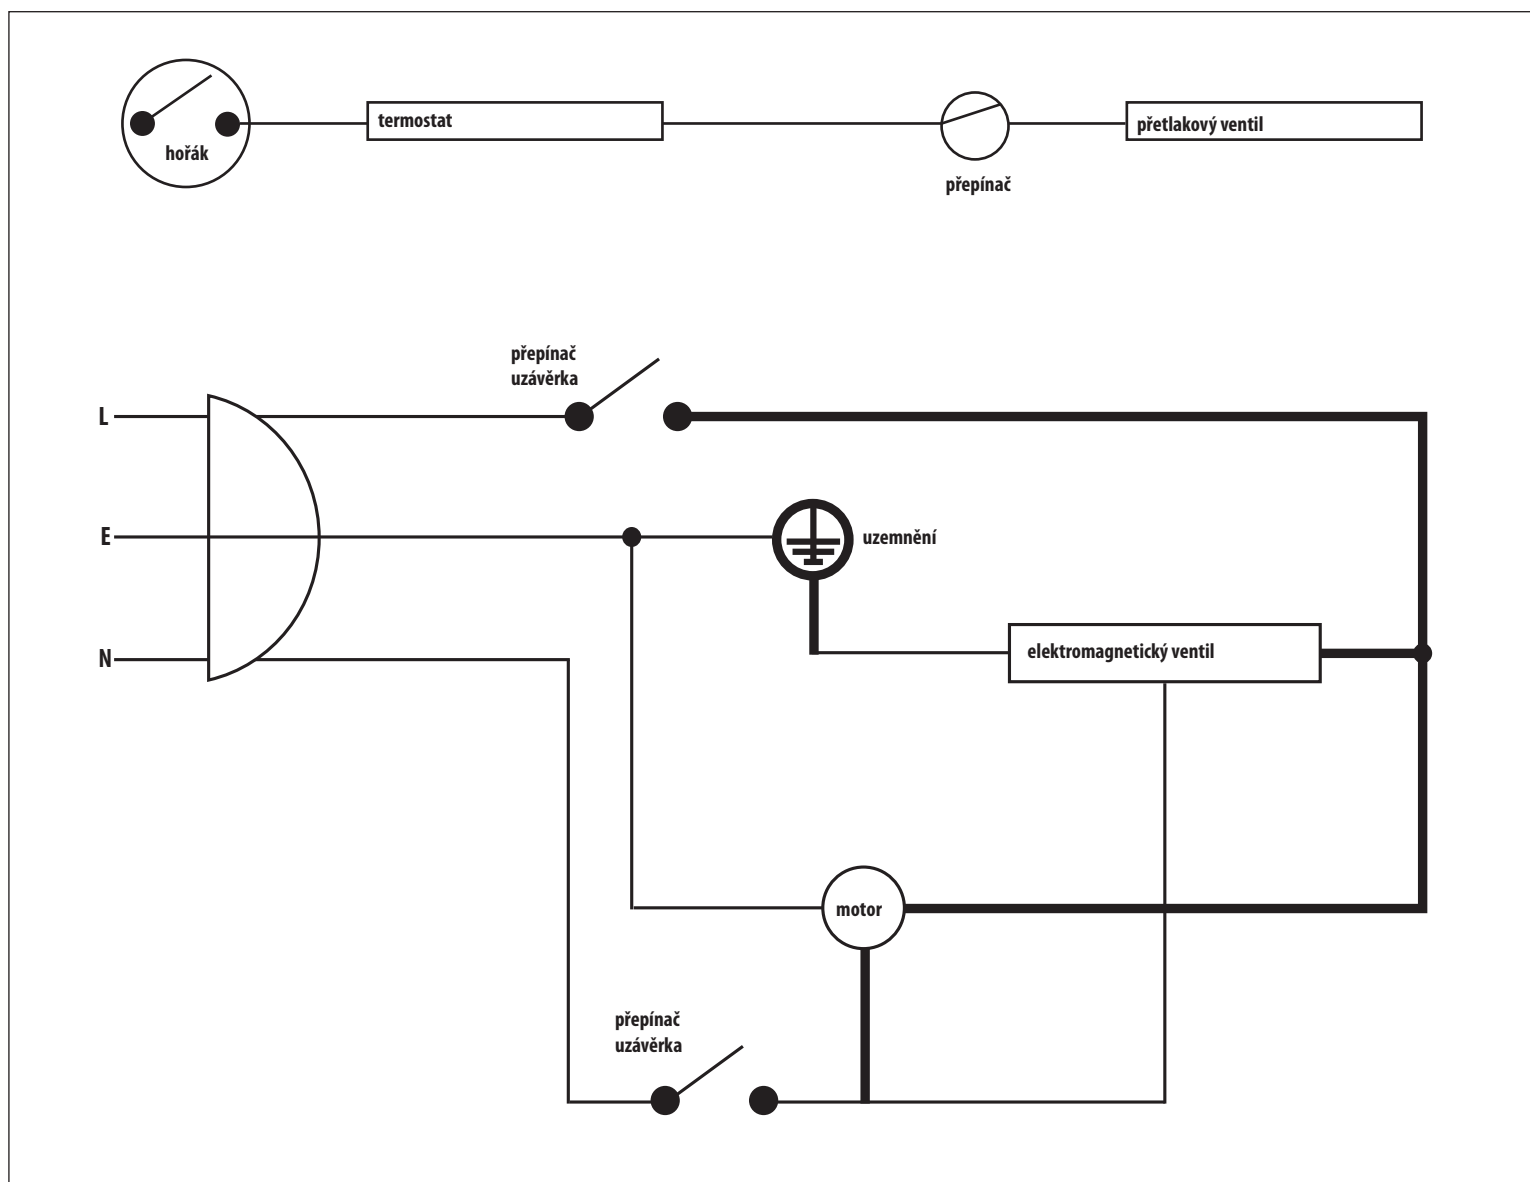 termostat
přetlakový ventil
hořák
přepínač
přepínač
uzávěrka
L
E
uzemnění
N
elektromagnetický ventil
motor
přepínač
uzávěrka